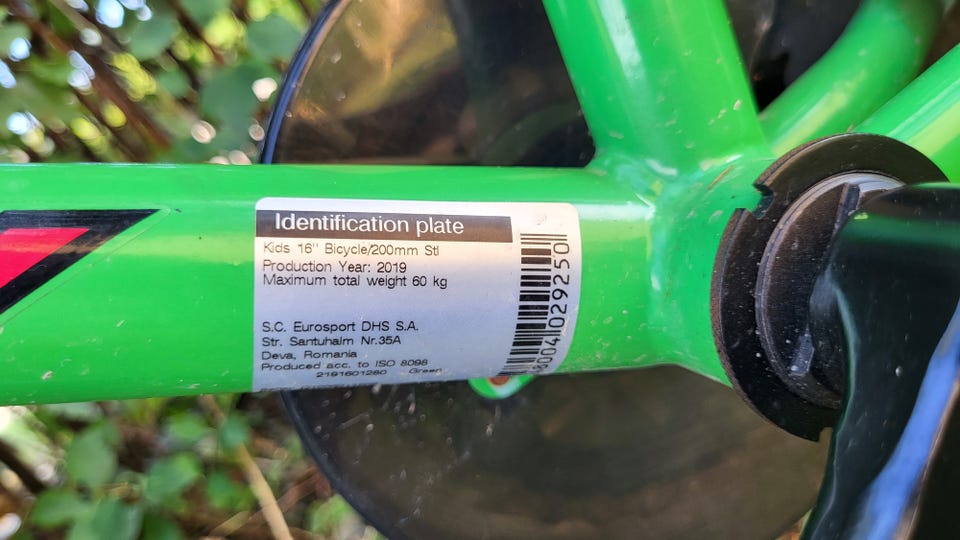 Identification plate
Kids 16" Bicycle/200mm Stl
Production Year: 2019
Maximum total weight 60 kg
S.C. Eurosport DHS S.A.
Str. Santuhalm Nr.35A
Deva, Romania
Produced acc. to ISO 8098
2191601280 Green